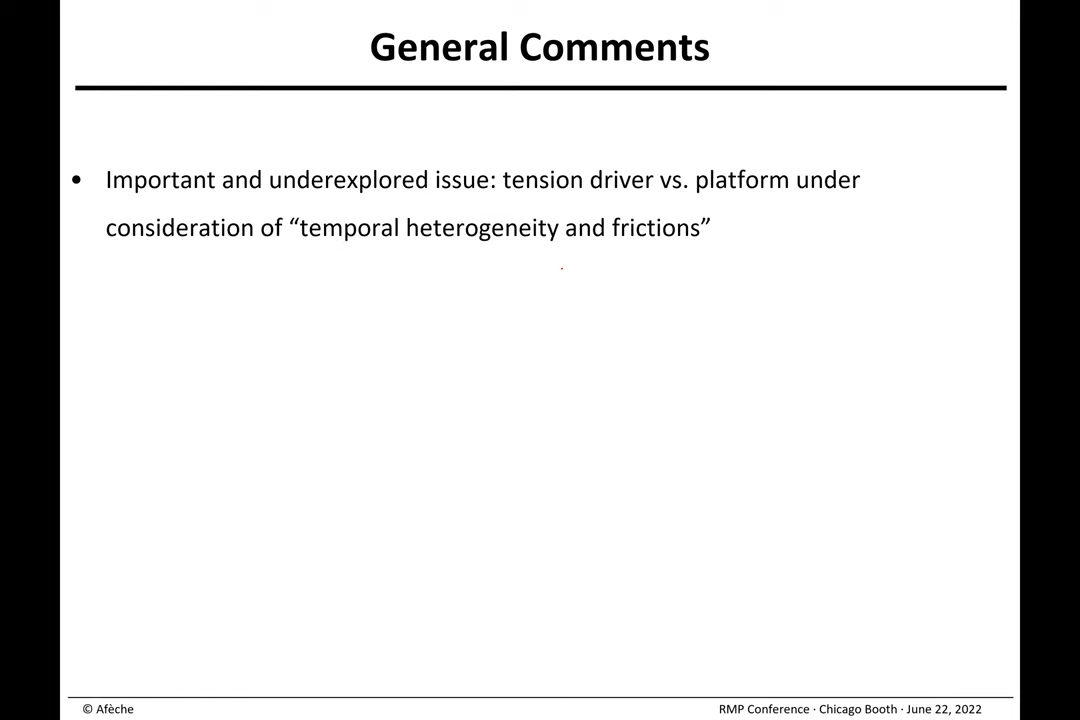 General Comments
• Important and underexplored issue: tension driver vs. platform under
consideration of “temporal heterogeneity and frictions”
© Afèche
RMP Conference · Chicago Booth · June 22, 2022